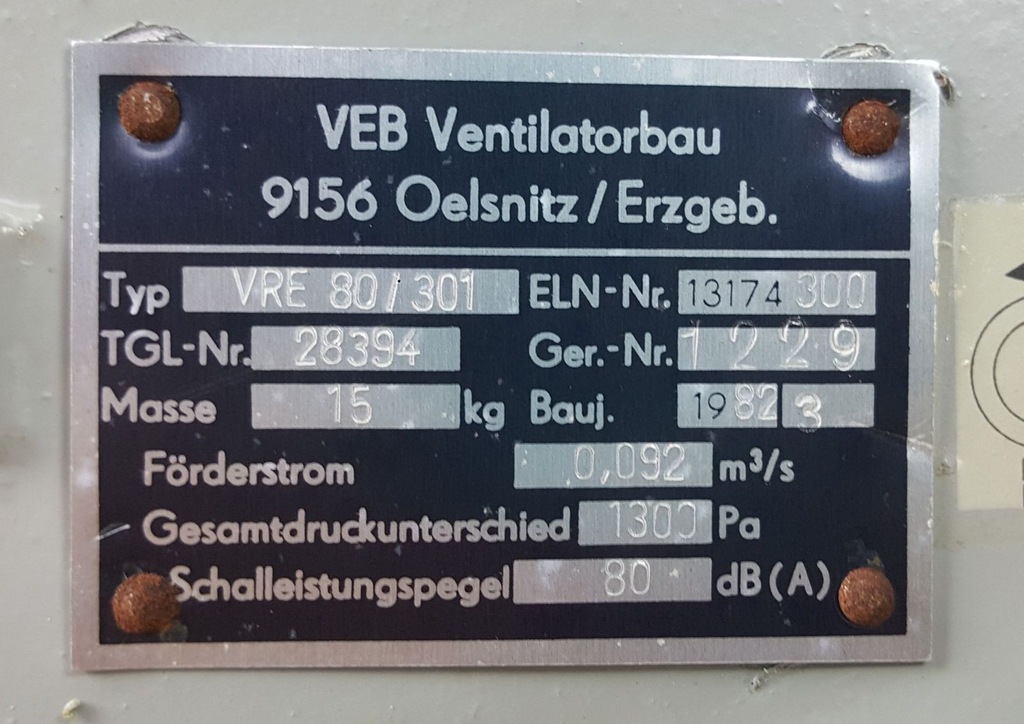 VEB Ventilatorbau
9156 Oelsnitz / Erzgeb.
Typ VRE 80/301 ELN-Nr. 13174 300
TGL-Nr. 28394 Ger.-Nr. 1229
Masse 15 kg Bauj. 1982 3
Förderstrom 0,092 m³/s
Gesamtdruckunterschied 1300 Pa
Schalleistungspegel 80 dB (A)